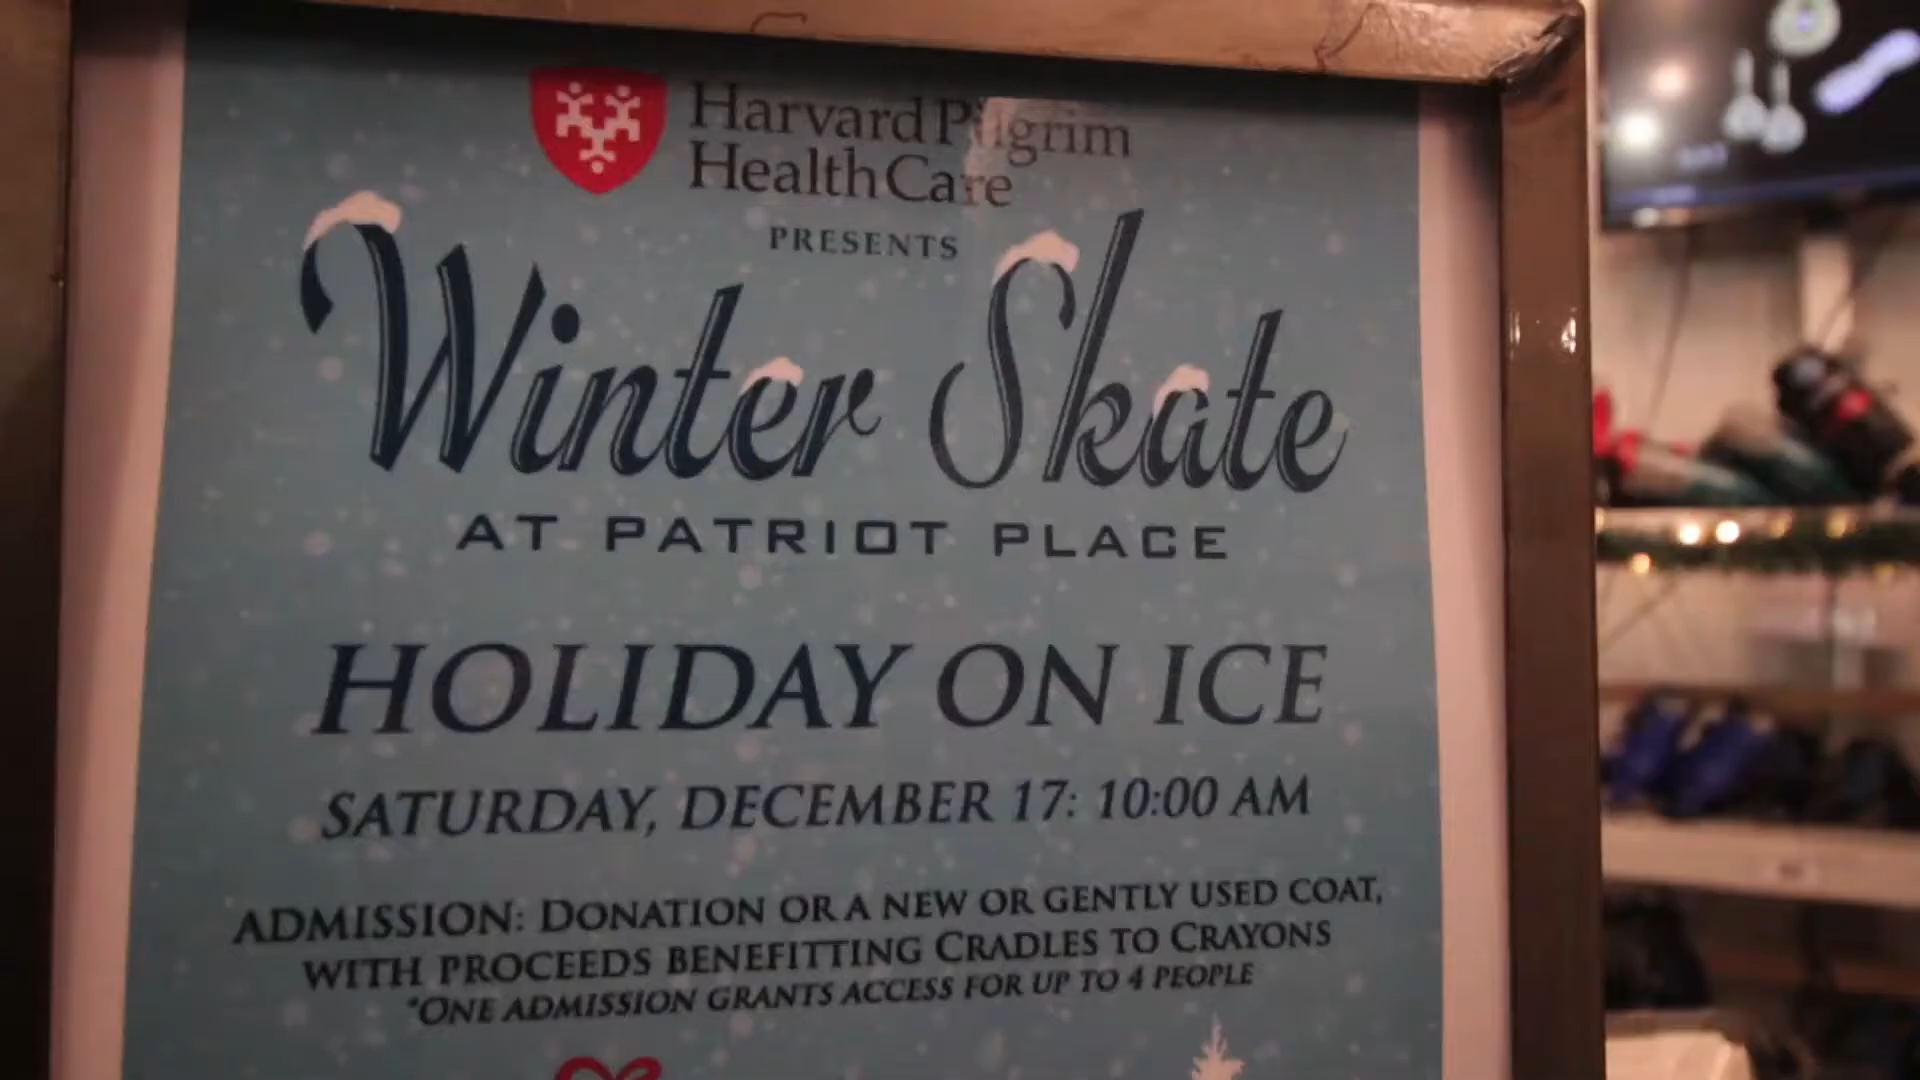 Harvard Pilgrim
HealthCare
PRESENTS
Winter Skate
AT PATRIOT PLACE
HOLIDAY ON ICE
SATURDAY, DECEMBER 17: 10:00 AM
ADMISSION: DONATION OR A NEW OR GENTLY USED COAT,
WITH PROCEEDS BENEFITTING CRADLES TO CRAYONS
*ONE ADMISSION GRANTS ACCESS FOR UP TO 4 PEOPLE